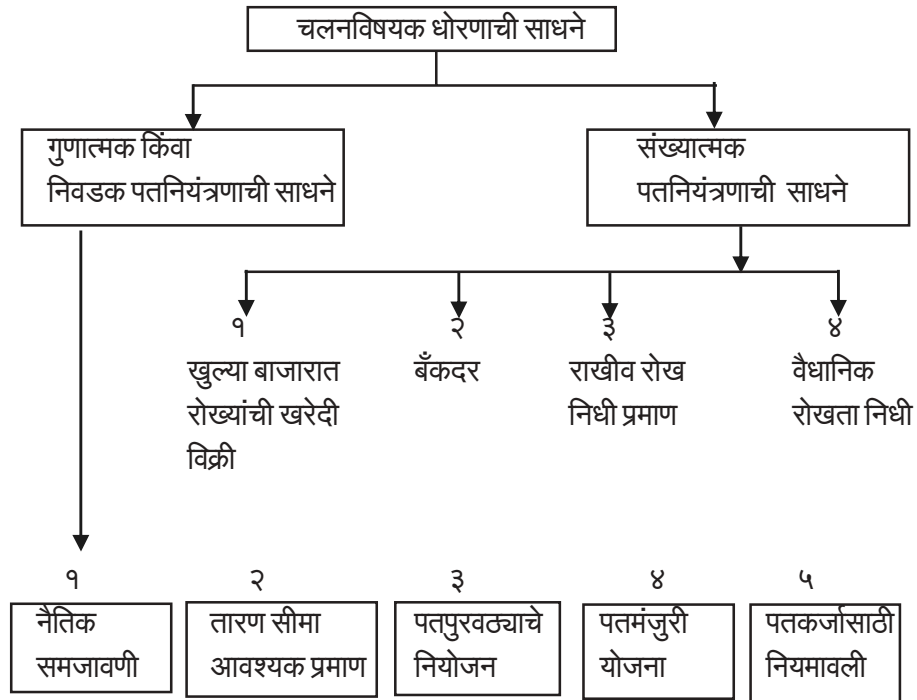 चलनविषयक धोरणाची साधने
गुणात्मक किंवा
निवडक पतनियंत्रणाची साधने
संख्यात्मक
पतनियंत्रणाची साधने
१
खुल्या बाजारात
रोख्यांची खरेदी
विक्री
२
बँकदर
३
राखीव रोख
निधी प्रमाण
४
वैधानिक
रोखता निधी
१
नैतिक
समजावणी
२
तारण सीमा
आवश्यक प्रमाण
३
पतपुरवठ्याचे
नियोजन
४
पतमंजुरी
योजना
५
पतकर्जासाठी
नियमावली